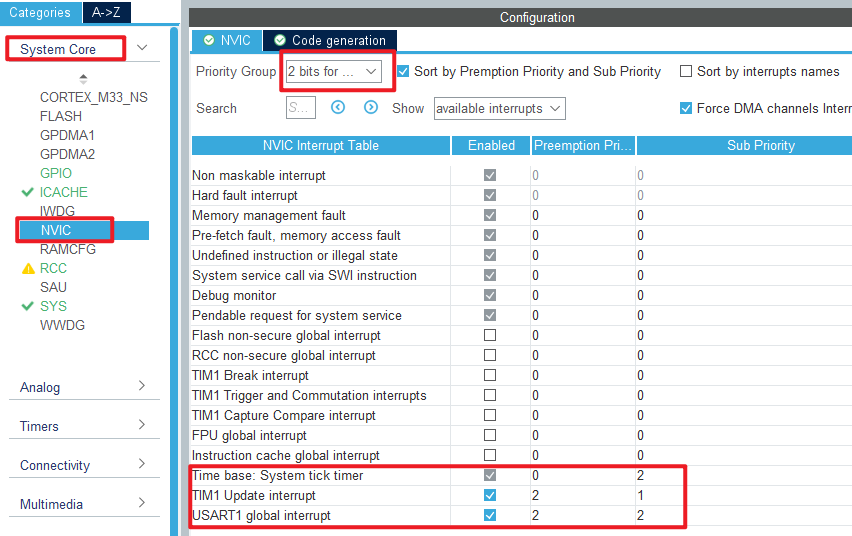 Categories A->Z
System Core
CORTEX_M33_NS
FLASH
GPDMA1
GPDMA2
GPIO
ICACHE
IWDG
NVIC
RAMCFG
RCC
SAU
SYS
WWDG
Analog
Timers
Connectivity
Multimedia
Configuration
NVIC Code generation
Priority Group 2 bits for ... Sort by Premption Priority and Sub Priority Sort by interrupts names
Search S... Show available interrupts Force DMA channels Interr
NVIC Interrupt Table Enabled Preemption Pri... Sub Priority
Non maskable interrupt 0 0
Hard fault interrupt 0 0
Memory management fault 0 0
Pre-fetch fault, memory access fault 0 0
Undefined instruction or illegal state 0 0
System service call via SWI instruction 0 0
Debug monitor 0 0
Pendable request for system service 0 0
Flash non-secure global interrupt 0 0
RCC non-secure global interrupt 0 0
TIM1 Break interrupt 0 0
TIM1 Trigger and Commutation interrupts 0 0
TIM1 Capture Compare interrupt 0 0
FPU global interrupt 0 0
Instruction cache global interrupt 0 0
Time base: System tick timer 0 2
TIM1 Update interrupt 2 1
USART1 global interrupt 2 2